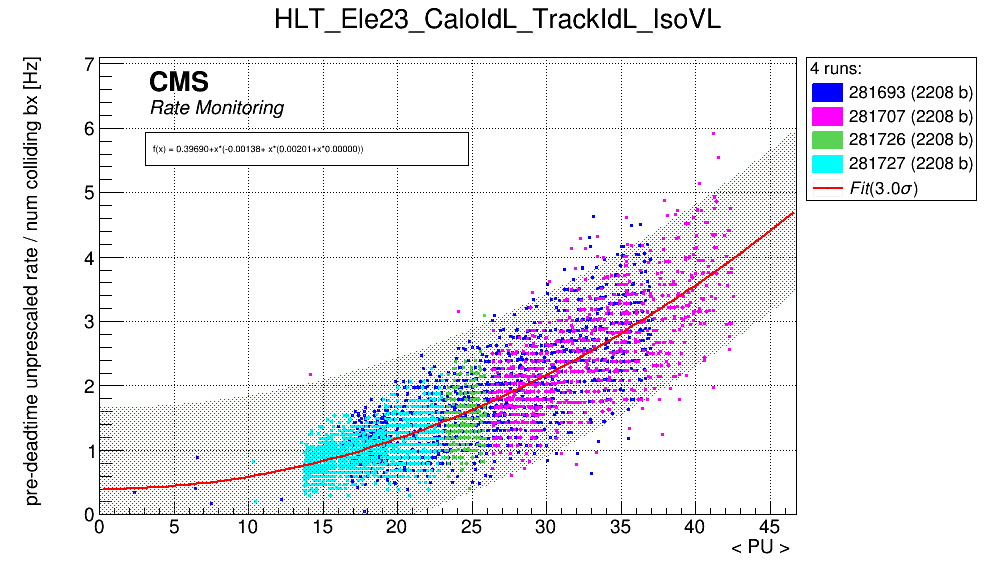 HLT_Ele23_CaloIdL_TrackIdL_IsoVL
pre-deadtime unprescaled rate / num colliding bx [Hz]
CMS
Rate Monitoring
f(x) = 0.39690+x*(-0.00138+ x*(0.00201+x*0.00000))
7
6
5
4
3
2
1
0
0 5 10 15 20 25 30 35 40 45
< PU >
4 runs:
281693 (2208 b)
281707 (2208 b)
281726 (2208 b)
281727 (2208 b)
Fit(3.0σ)